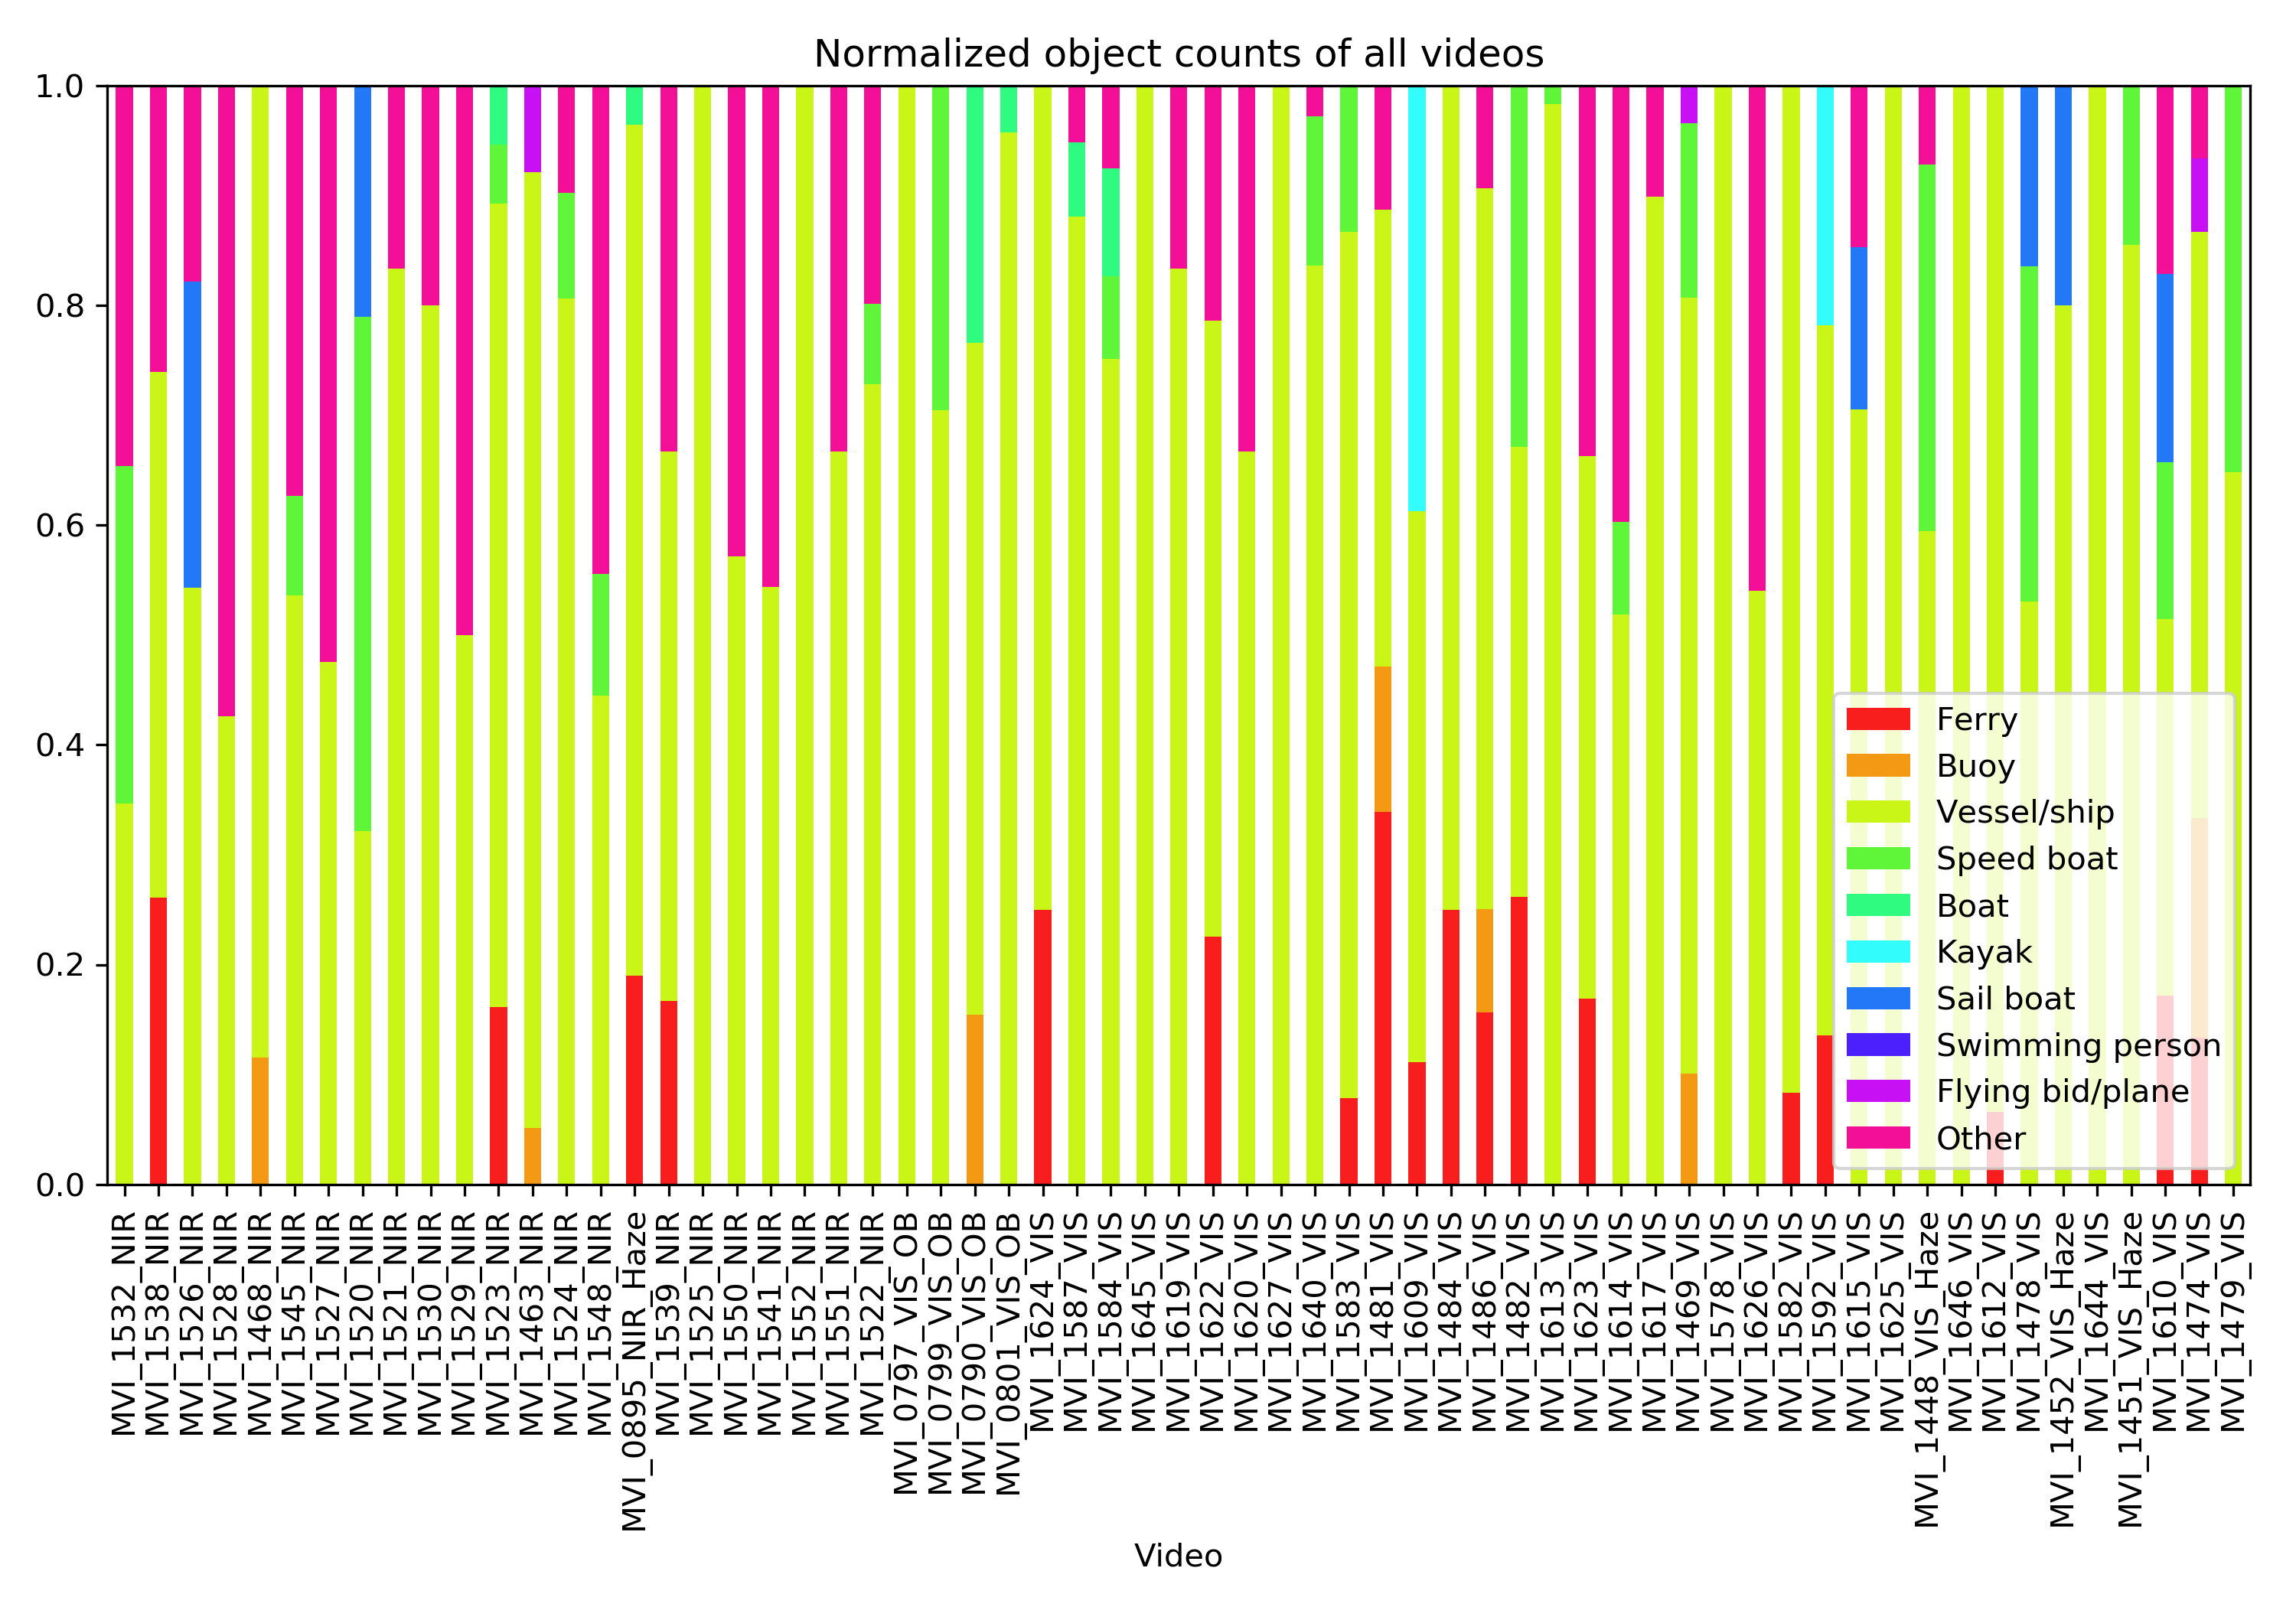 Normalized object counts of all videos
1.0
0.8
0.6
0.4
0.2
0.0
Ferry
Buoy
Vessel/ship
Speed boat
Boat
Kayak
Sail boat
Swimming person
Flying bid/plane
Other
MVI_1532_NIR
MVI_1538_NIR
MVI_1526_NIR
MVI_1528_NIR
MVI_1468_NIR
MVI_1545_NIR
MVI_1527_NIR
MVI_1520_NIR
MVI_1521_NIR
MVI_1530_NIR
MVI_1529_NIR
MVI_1523_NIR
MVI_1463_NIR
MVI_1524_NIR
MVI_1548_NIR
MVI_0895_NIR_Haze
MVI_1539_NIR
MVI_1525_NIR
MVI_1550_NIR
MVI_1541_NIR
MVI_1552_NIR
MVI_1551_NIR
MVI_1522_NIR
MVI_0797_VIS_OB
MVI_0799_VIS_OB
MVI_0790_VIS_OB
MVI_0801_VIS_OB
MVI_1624_VIS
MVI_1587_VIS
MVI_1584_VIS
MVI_1645_VIS
MVI_1619_VIS
MVI_1622_VIS
MVI_1620_VIS
MVI_1627_VIS
MVI_1640_VIS
MVI_1583_VIS
MVI_1481_VIS
MVI_1609_VIS
MVI_1484_VIS
MVI_1486_VIS
MVI_1482_VIS
MVI_1613_VIS
MVI_1623_VIS
MVI_1614_VIS
MVI_1617_VIS
MVI_1469_VIS
MVI_1578_VIS
MVI_1626_VIS
MVI_1582_VIS
MVI_1592_VIS
MVI_1615_VIS
MVI_1625_VIS
MVI_1448_VIS_Haze
MVI_1646_VIS
MVI_1612_VIS
MVI_1478_VIS
MVI_1452_VIS_Haze
MVI_1644_VIS
MVI_1451_VIS_Haze
MVI_1610_VIS
MVI_1474_VIS
MVI_1479_VIS
Video